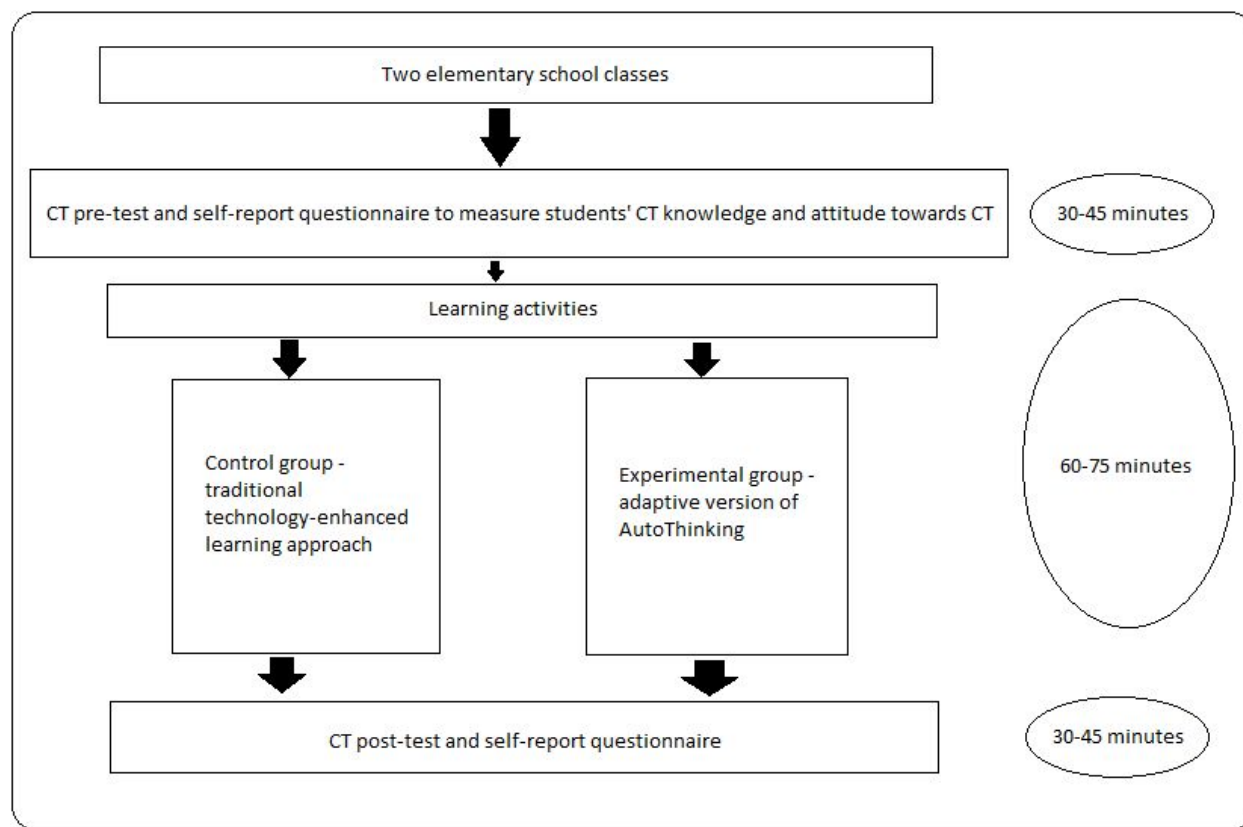 Two elementary school classes
CT pre-test and self-report questionnaire to measure students' CT knowledge and attitude towards CT
30-45 minutes
Learning activities
Control group -
traditional
technology-enhanced
learning approach
Experimental group -
adaptive version of
AutoThinking
60-75 minutes
CT post-test and self-report questionnaire
30-45 minutes